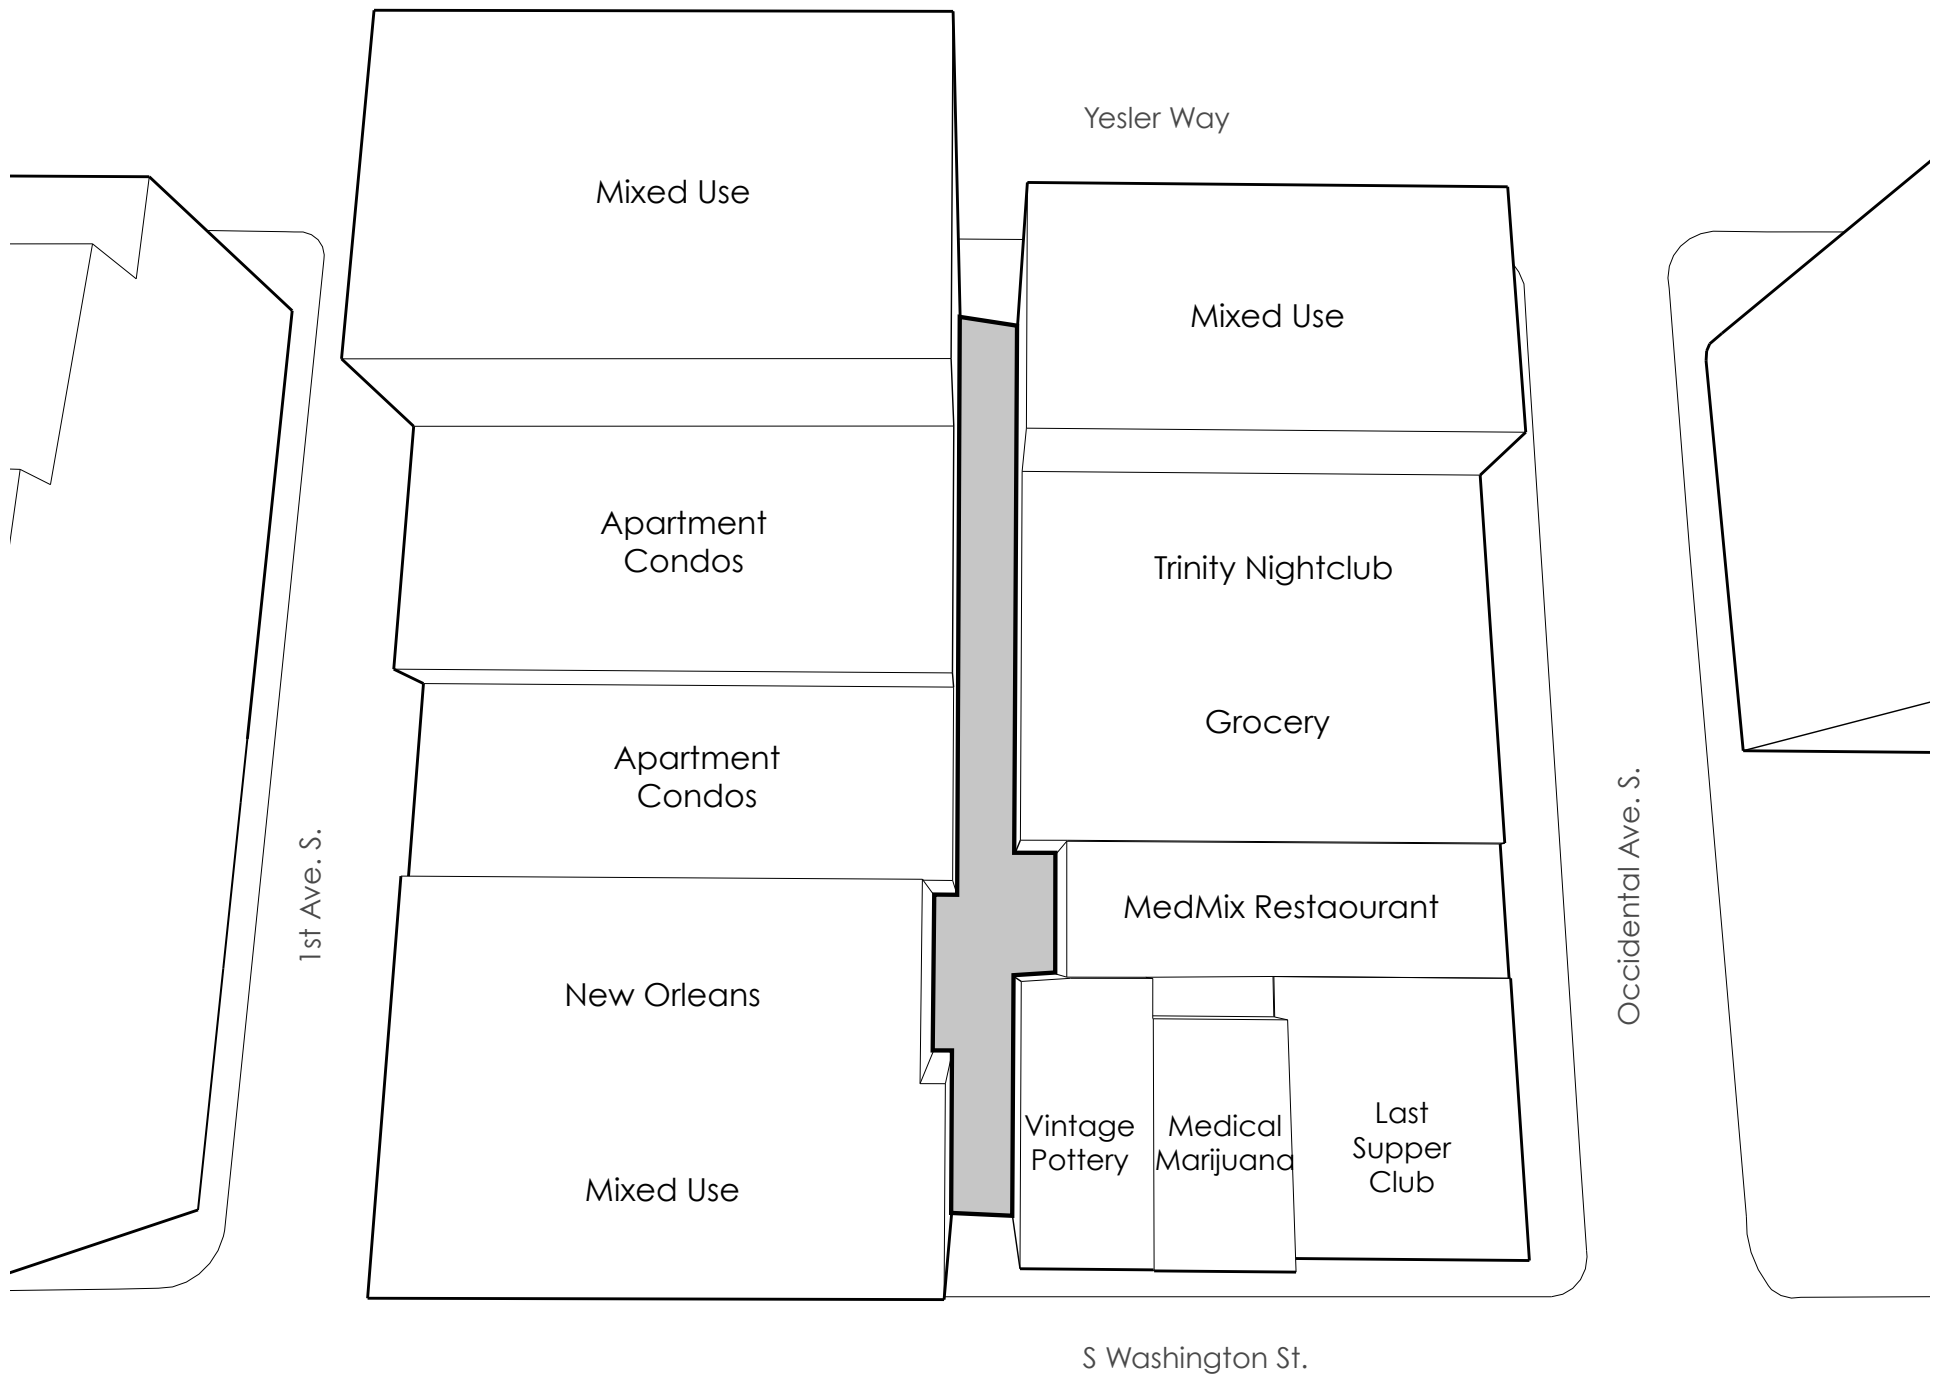 Yesler Way
Mixed Use
Mixed Use
Apartment
Condos
Trinity Nightclub
Grocery
Apartment
Condos
1st Ave. S.
Occidental Ave. S.
MedMix Restaourant
New Orleans
Vintage
Pottery
Medical
Marijuana
Last
Supper
Club
Mixed Use
S Washington St.